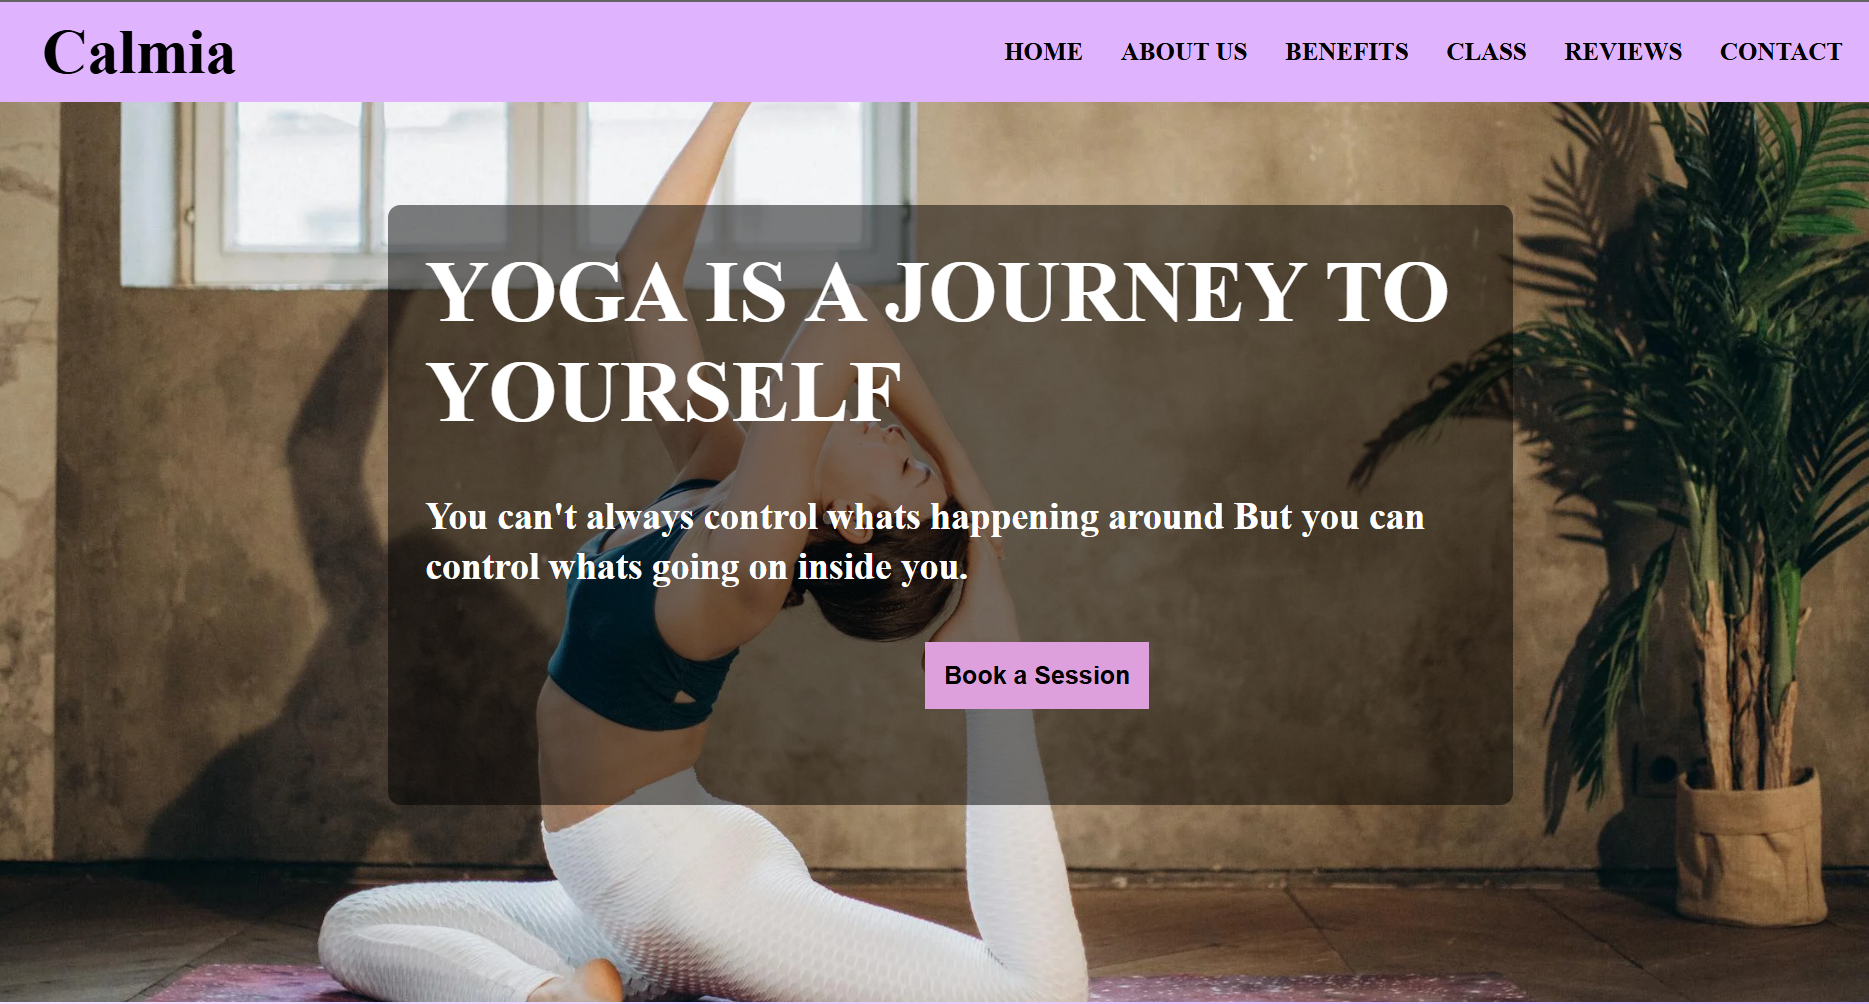 Calmia
HOME ABOUT US BENEFITS CLASS REVIEWS CONTACT
YOGA IS A JOURNEY TO
YOURSELF
You can't always control whats happening around But you can
control whats going on inside you.
Book a Session